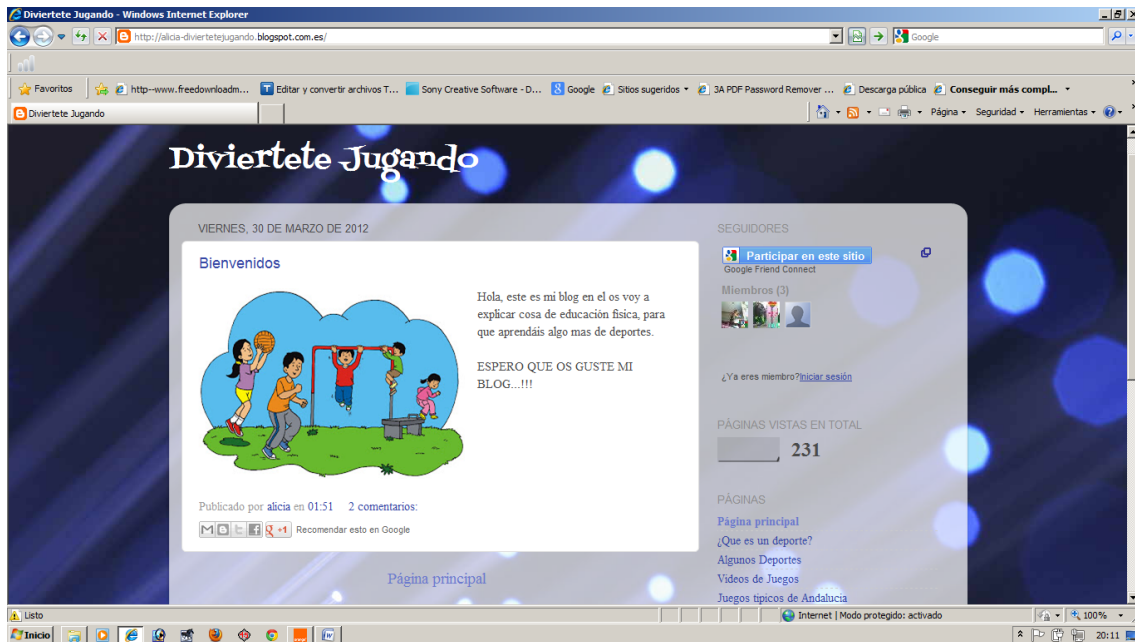 Diviertete Jugando - Windows Internet Explorer
http://alicia-diviertetejugando.blogspot.com.es/
Google
Favoritos
http--www.freedownloadm...
Editar y convertir archivos T...
Sony Creative Software - D...
Google
Sitios sugeridos
3A PDF Password Remover ...
Descarga pública
Conseguir más compl...
Diviertete Jugando
Página
Seguridad
Herramientas
Diviertete Jugando
VIERNES, 30 DE MARZO DE 2012
Bienvenidos
Hola, este es mi blog en el os voy a
explicar cosa de educación física, para
que aprendáis algo mas de deportes.
ESPERO QUE OS GUSTE MI
BLOG...!!!
Publicado por alicia en 01:51 2 comentarios:
+1 Recomendar esto en Google
Página principal
SEGUIDORES
Participar en este sitio
Google Friend Connect
Miembros (3)
¿Ya eres miembro?Iniciar sesión
PÁGINAS VISTAS EN TOTAL
231
PÁGINAS
Página principal
¿Que es un deporte?
Algunos Deportes
Videos de Juegos
Juegos tipicos de Andalucia
Listo
Internet | Modo protegido: activado
100%
Inicio
20:11